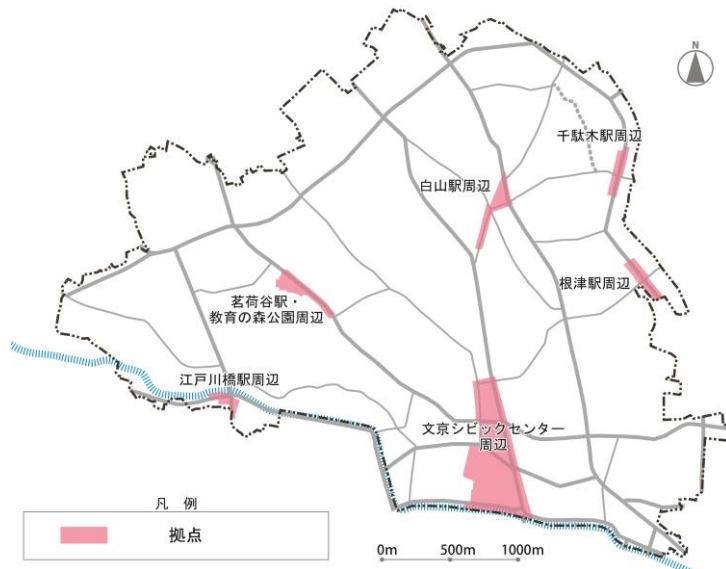 N
千駄木駅周辺
白山駅周辺
根津駅周辺
茗荷谷駅・
教育の森公園周辺
江戸川橋駅周辺
文京シビックセンター
周辺
凡 例
拠点
0m 500m 1000m